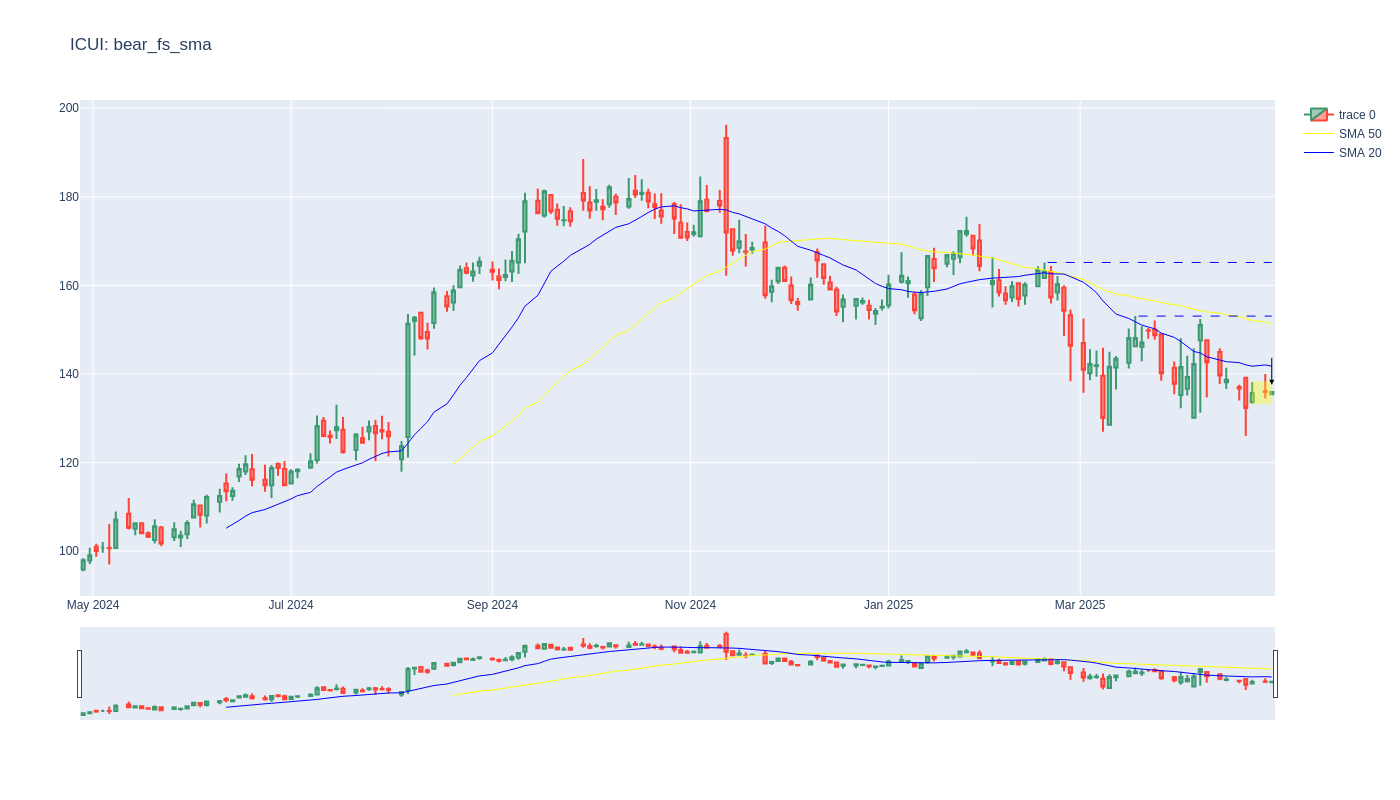 ICUI: bear_fs_sma
200
180
160
140
120
100
May 2024
Jul 2024
Sep 2024
Nov 2024
Jan 2025
Mar 2025
trace 0
SMA 50
SMA 20